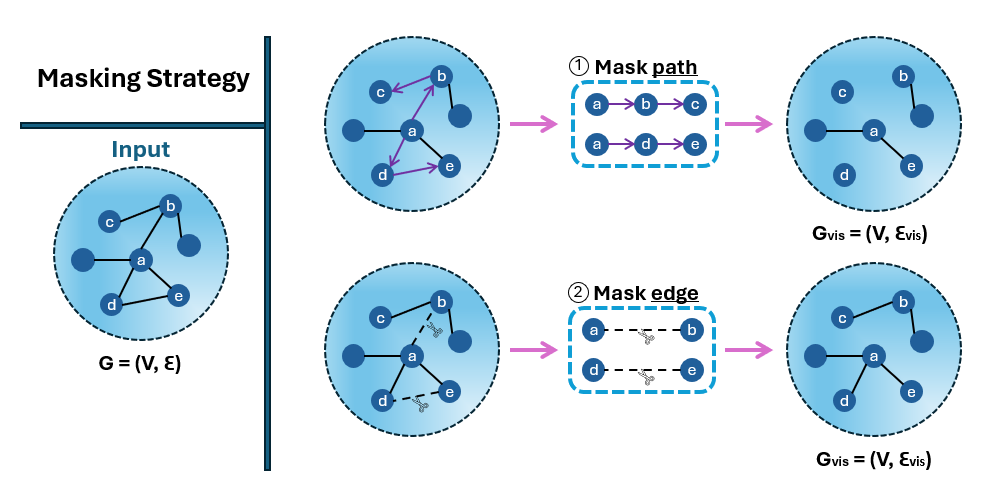 Masking Strategy
Input
c
b
a
d
e
G = (V, Ɛ)
c
b
a
d
e
① Mask path
a b c
a d e
c
b
a
d
e
Gvis = (V, Ɛvis)
c
b
a
d
e
② Mask edge
a b
d e
c
b
a
d
e
Gvis = (V, Ɛvis)